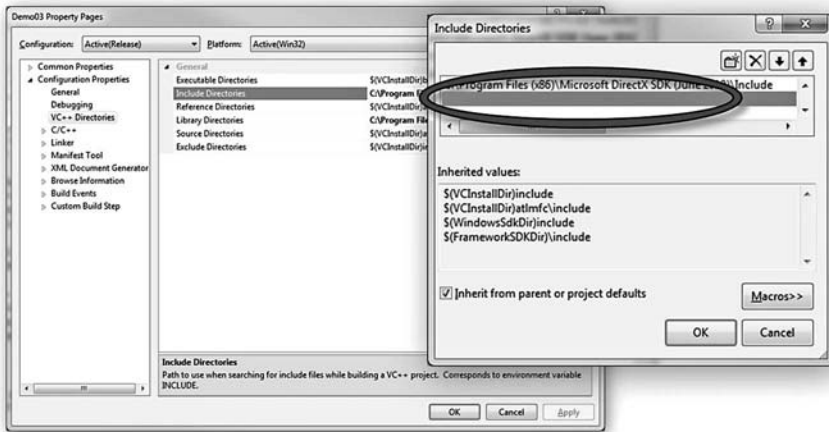 Demo03 Property Pages
Configuration: Active(Release)
Platform: Active(Win32)
Common Properties
Configuration Properties
General
Debugging
VC++ Directories
C/C++
Linker
Manifest Tool
XML Document Generator
Browse Information
Build Events
Custom Build Step
General
Executable Directories $(VCInstallDir)b
Include Directories C:\Program Fi
Reference Directories $(VCInstallDir)a
Library Directories C:\Program File
Source Directories $(VCInstallDir)a
Exclude Directories $(VCInstallDir)in
Include Directories
Path to use when searching for include files while building a VC++ project. Corresponds to environment variable
INCLUDE.
OK Cancel Apply
Include Directories
Program Files (x86)\Microsoft DirectX SDK (June \Include
Inherited values:
$(VCInstallDir)include
$(VCInstallDir)atlmfc\include
$(WindowsSdkDir)include
$(FrameworkSDKDir)\include
Inherit from parent or project defaults
Macros>>
OK Cancel